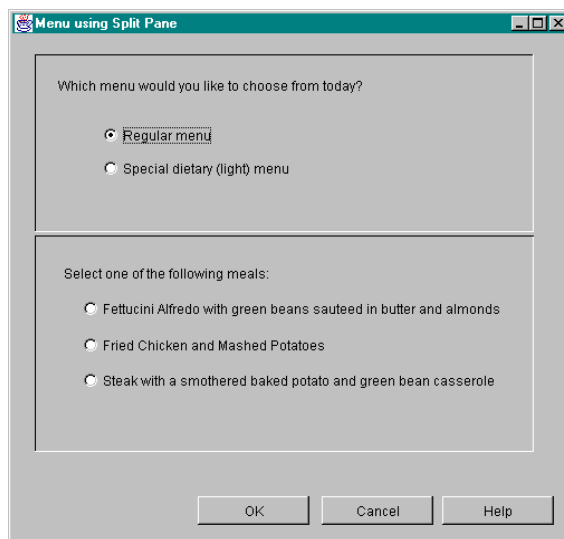 Menu using Split Pane
Which menu would you like to choose from today?
Regular menu
Special dietary (light) menu
Select one of the following meals:
Fettucini Alfredo with green beans sauteed in butter and almonds
Fried Chicken and Mashed Potatoes
Steak with a smothered baked potato and green bean casserole
OK Cancel Help